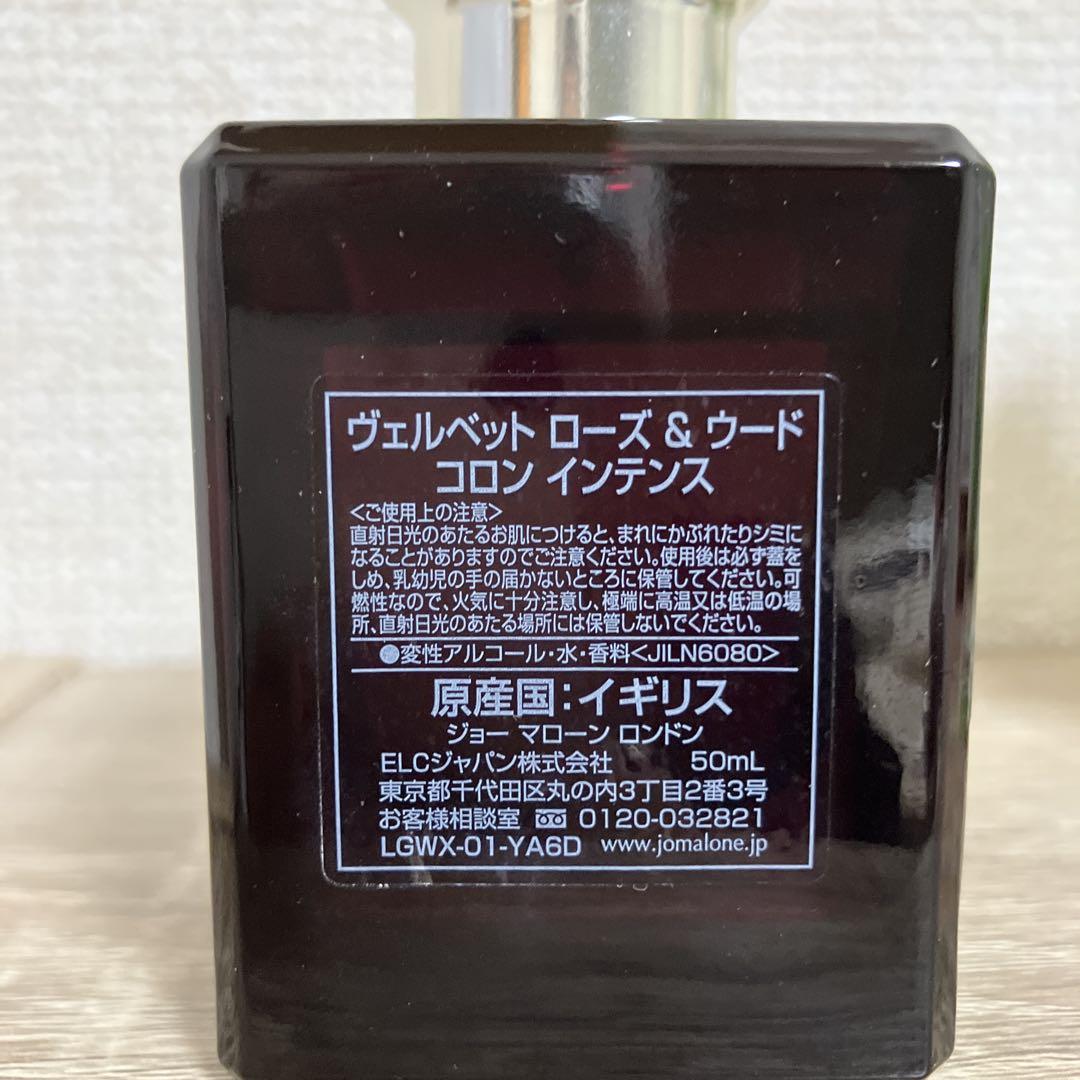 ヴェルベット ローズ & ウード
コロン インテンス
<ご使用上の注意>
直射日光のあたるお肌につけると、まれにかぶれたりシミに
なることがありますのでご注意ください。使用後は必ず蓋を
しめ、乳幼児の手の届かないところに保管してください。可
燃性なので、火気に十分注意し、極端に高温又は低温の場
所、直射日光のあたる場所には保管しないでください。
●変性アルコール・水・香料<JILN6080>
原産国:イギリス
ジョー マローン ロンドン
ELCジャパン株式会社 50mL
東京都千代田区丸の内3丁目2番3号
お客様相談室 0120-032821
LGWX-01-YA6D www.jomalone.jp